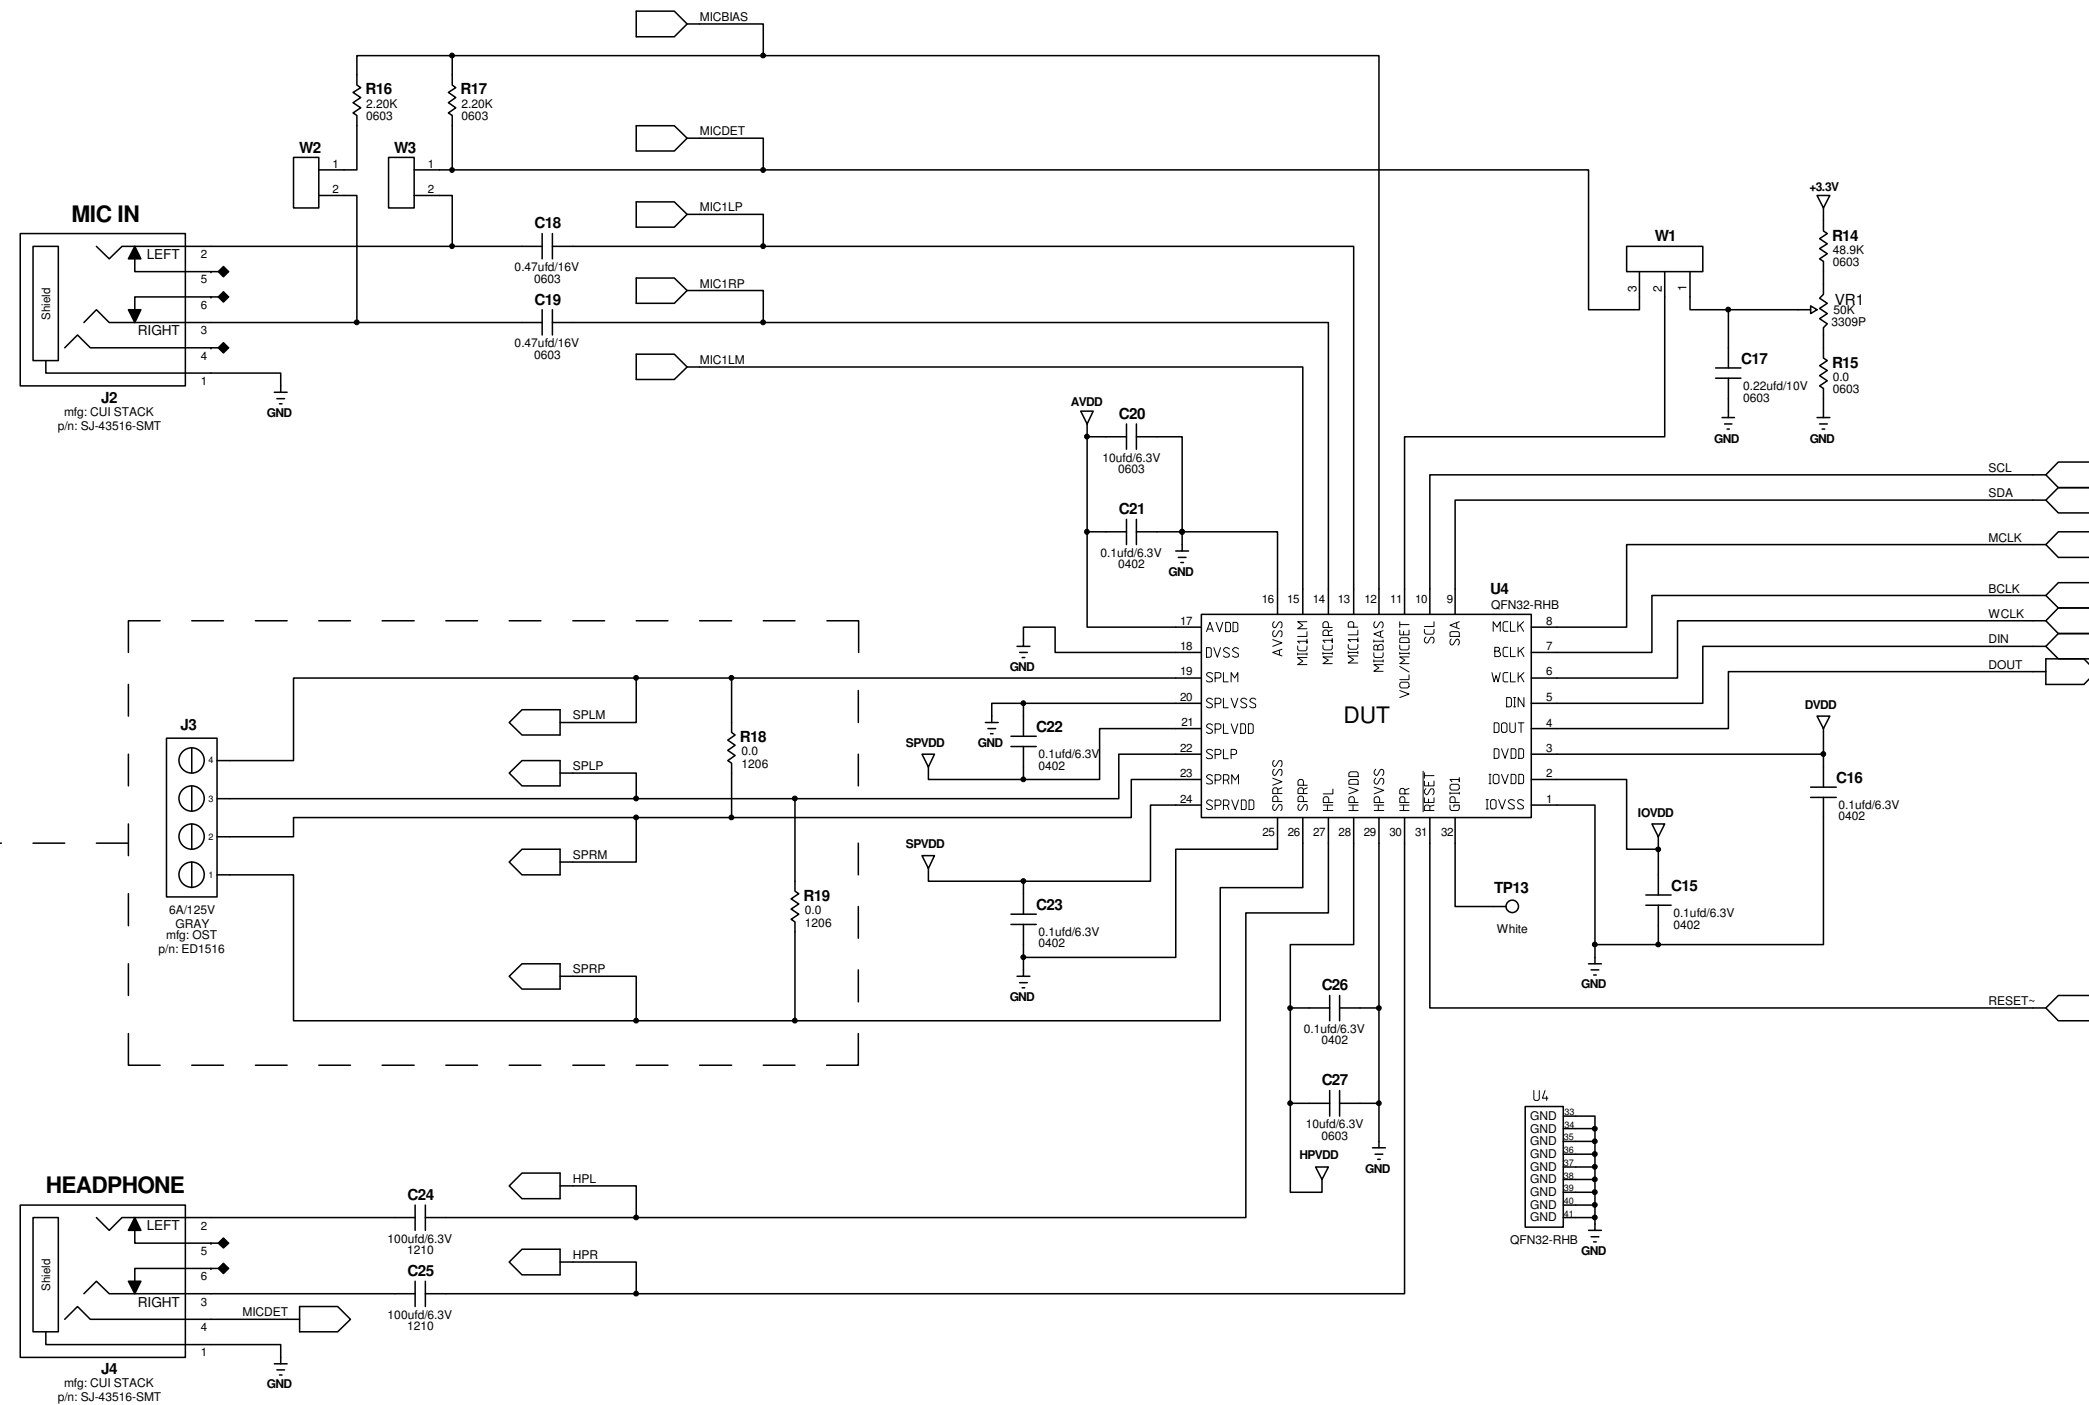 MICBIAS
R16
2.20K
0603
R17
2.20K
0603
MICDET
W2
1
2
W3
1
2
MIC1LP
MIC1RP
MIC1LM
MIC IN
Shield
LEFT
RIGHT
2
5
6
3
4
1
GND
J2
mfg: CUI STACK
p/n: SJ-43516-SMT
C18
0.47ufd/16V
0603
C19
0.47ufd/16V
0603
+3.3V
R14
48.9K
0603
W1
3
2
1
VR1
50K
3309P
C17
0.22ufd/10V
0603
GND
R15
0.0
0603
GND
AVDD
C20
10ufd/6.3V
0603
C21
0.1ufd/6.3V
0402
GND
SCL
SDA
MCLK
BCLK
WCLK
DIN
DOUT
U4
QFN32-RHB
16
15
14
13
12
11
10
9
AVSS
MIC1LM
MIC1RP
MIC1LP
MICBIAS
VOL/MICDET
SCL
SDA
17
AVDD
18
DVSS
19
SPLM
20
SPLVSS
21
SPLVDD
22
SPLP
23
SPRM
24
SPRVDD
DUT
MCLK
8
BCLK
7
WCLK
6
DIN
5
DOUT
4
DVDD
3
IOVDD
2
IOVSS
1
SPRVSS
SPRP
HPL
HPVDD
HPVSS
HPR
RESET
GPIO1
25
26
27
28
29
30
31
32
GND
GND
C22
0.1ufd/6.3V
0402
SPVDD
SPVDD
C23
0.1ufd/6.3V
0402
GND
J3
4
3
2
1
6A/125V
GRAY
mfg: OST
p/n: ED1516
SPLM
SPLP
SPRM
SPRP
R18
0.0
1206
R19
0.0
1206
DVDD
C16
0.1ufd/6.3V
0402
IOVDD
C15
0.1ufd/6.3V
0402
GND
TP13
White
RESET~
C26
0.1ufd/6.3V
0402
C27
10ufd/6.3V
0603
HPVDD
GND
U4
GND 33
GND 34
GND 35
GND 36
GND 37
GND 38
GND 39
GND 40
GND 41
QFN32-RHB
GND
HEADPHONE
Shield
LEFT
RIGHT
2
5
6
3
4
1
MICDET
GND
J4
mfg: CUI STACK
p/n: SJ-43516-SMT
C24
100ufd/6.3V
1210
C25
100ufd/6.3V
1210
HPL
HPR